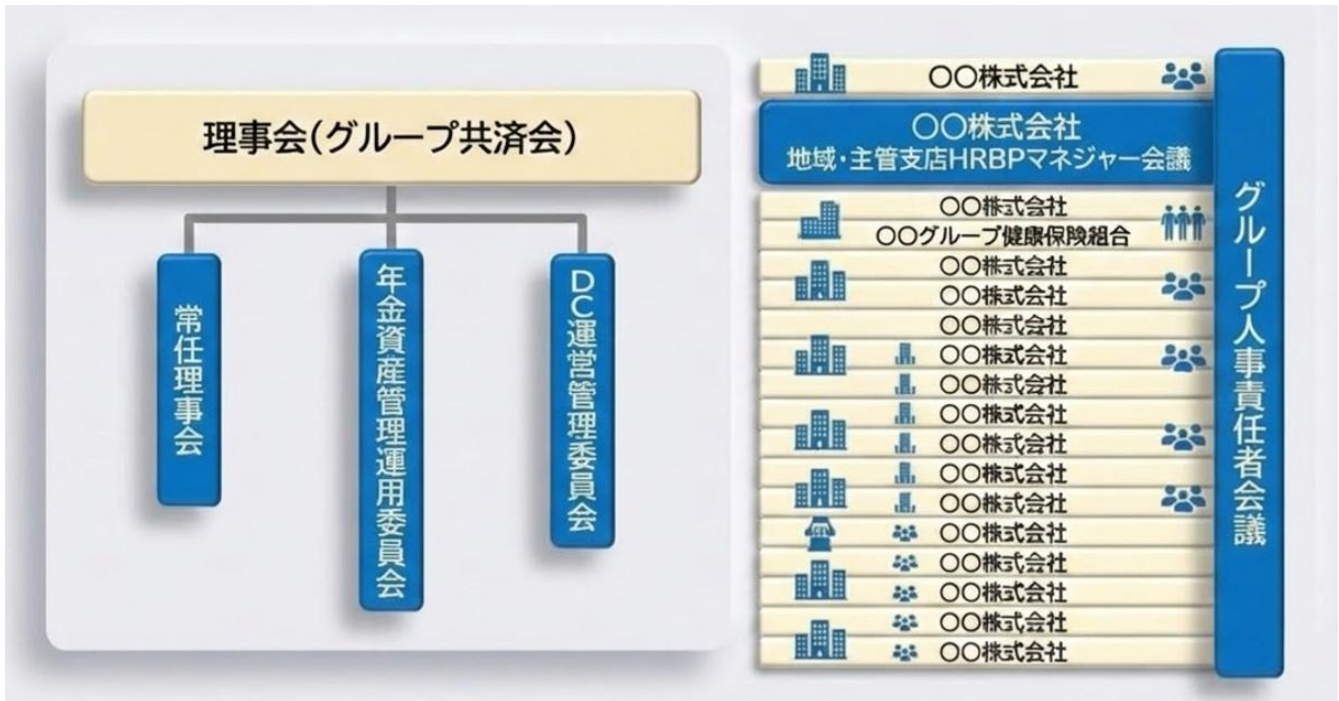 理事会(グループ共済会)
常任理事会
年金資産管理運用委員会
DC運営管理委員会
〇〇株式会社
〇〇株式会社
地域・主管支店HRBPマネジャー会議
〇〇株式会社
〇〇グループ健康保険組合
〇〇株式会社
〇〇株式会社
〇〇株式会社
〇〇株式会社
〇〇株式会社
〇〇株式会社
〇〇株式会社
〇〇株式会社
〇〇株式会社
〇〇株式会社
〇〇株式会社
〇〇株式会社
〇〇株式会社
〇〇株式会社
グループ人事責任者会議